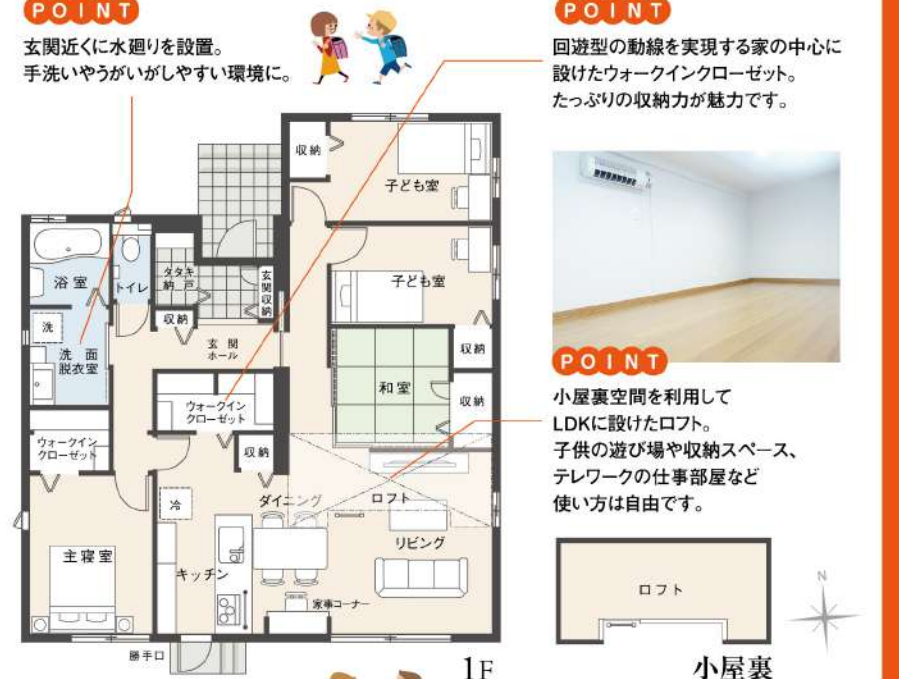 POINT
玄関近くに水廻りを設置。
手洗いやうがいがしやすい環境に。
POINT
回遊型の動線を実現する家の中心に
設けたウォークインクローゼット。
たっぷりの収納力が魅力です。
収納
子ども室
子ども室
収納
浴室
トイレ
タタキ
納戸
玄関収納
収納
玄関
ホール
洗
洗面
脱衣室
和室
収納
ウォークイン
クローゼット
ウォークイン
クローゼット
収納
冷
ダイニング
ロフト
リビング
主寝室
キッチン
家事コーナー
勝手口
1F
POINT
小屋裏空間を利用して
LDKに設けたロフト。
子供の遊び場や収納スペース、
テレワークの仕事部屋など
使い方は自由です。
ロフト
N
小屋裏